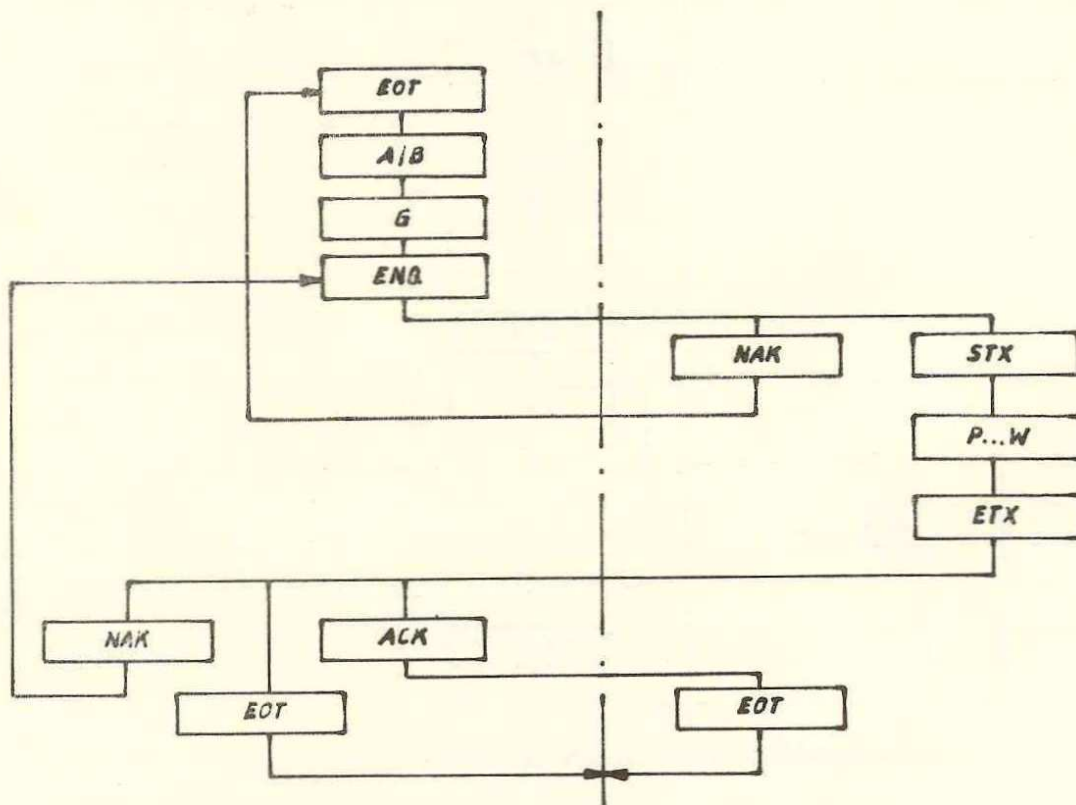 EOT
A/B
G
ENQ
NAK
STX
P...W
ETX
NAK
ACK
EOT
EOT